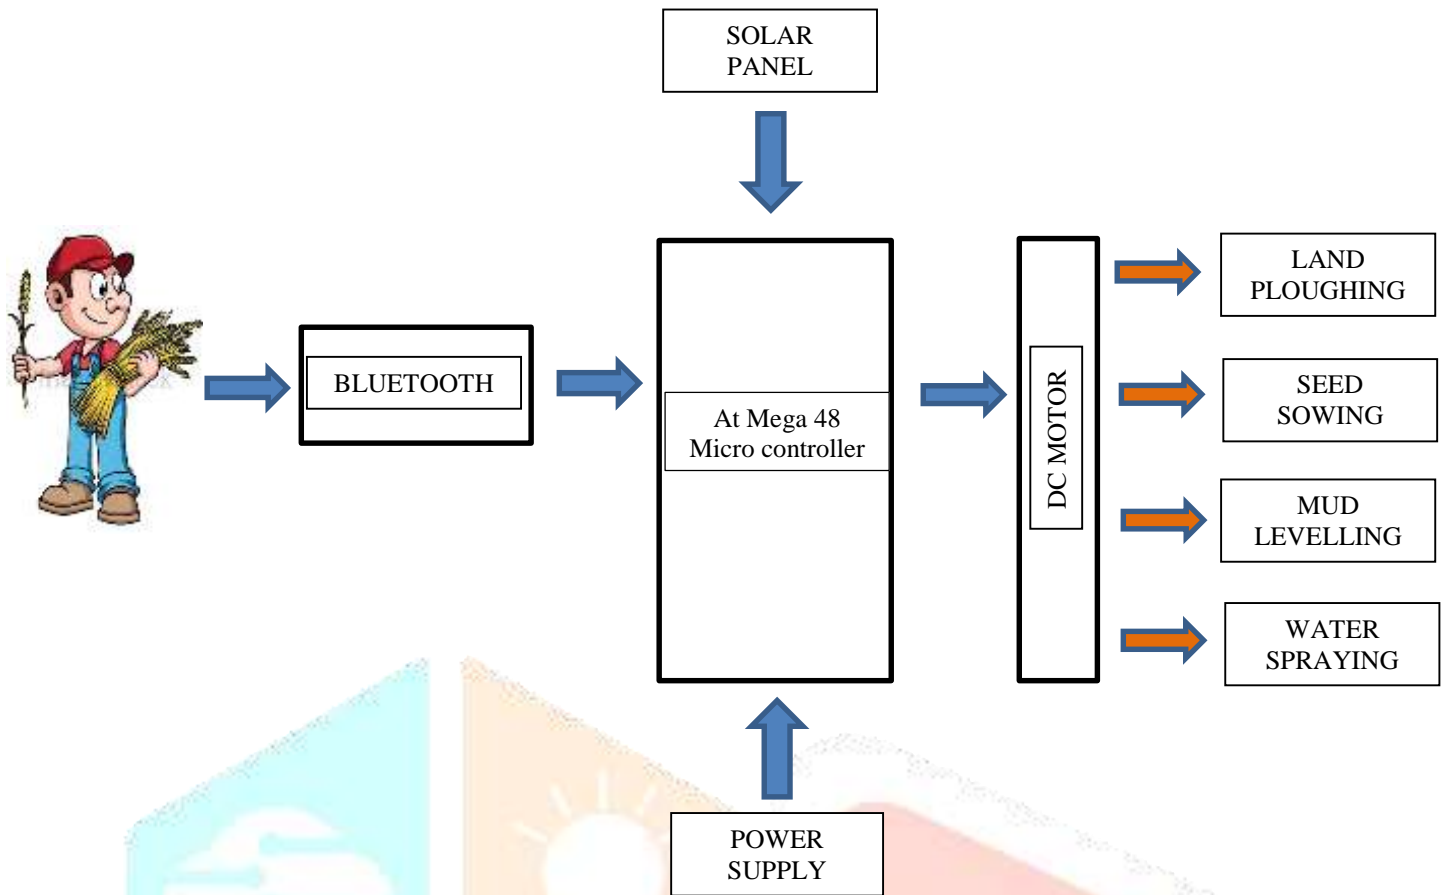 SOLAR
PANEL
LAND
PLOUGHING
BLUETOOTH
At Mega 48
Micro controller
DC MOTOR
SEED
SOWING
MUD
LEVELLING
WATER
SPRAYING
POWER
SUPPLY